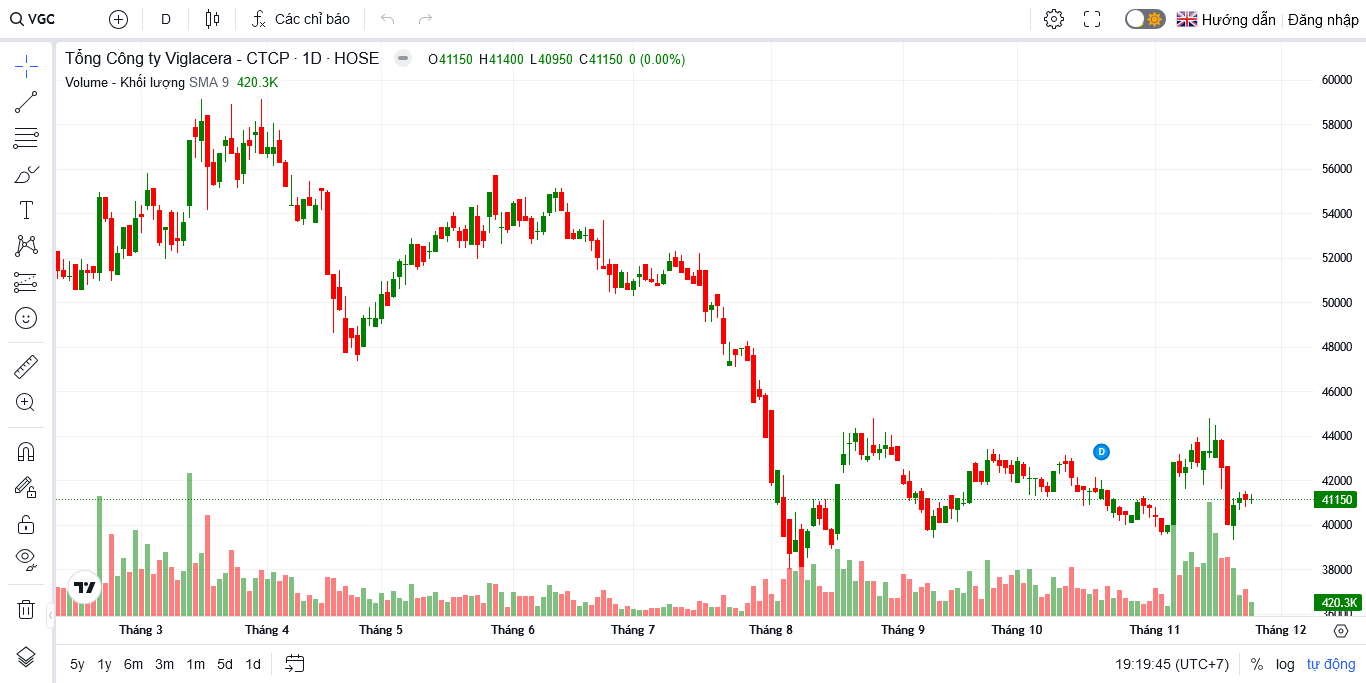 VGC D Các chỉ báo Hướng dẫn Đăng nhập
Tổng Công ty Viglacera - CTCP · 1D · HOSE O41150 H41400 L40950 C41150 0 (0.00%)
Volume - Khối lượng SMA 9 420.3K
60000
58000
56000
54000
52000
50000
48000
46000
44000
D
42000
41150
40000
38000
420.3K
36000
Tháng 3 Tháng 4 Tháng 5 Tháng 6 Tháng 7 Tháng 8 Tháng 9 Tháng 10 Tháng 11 Tháng 12
5y 1y 6m 3m 1m 5d 1d 19:19:45 (UTC+7) % log tự động